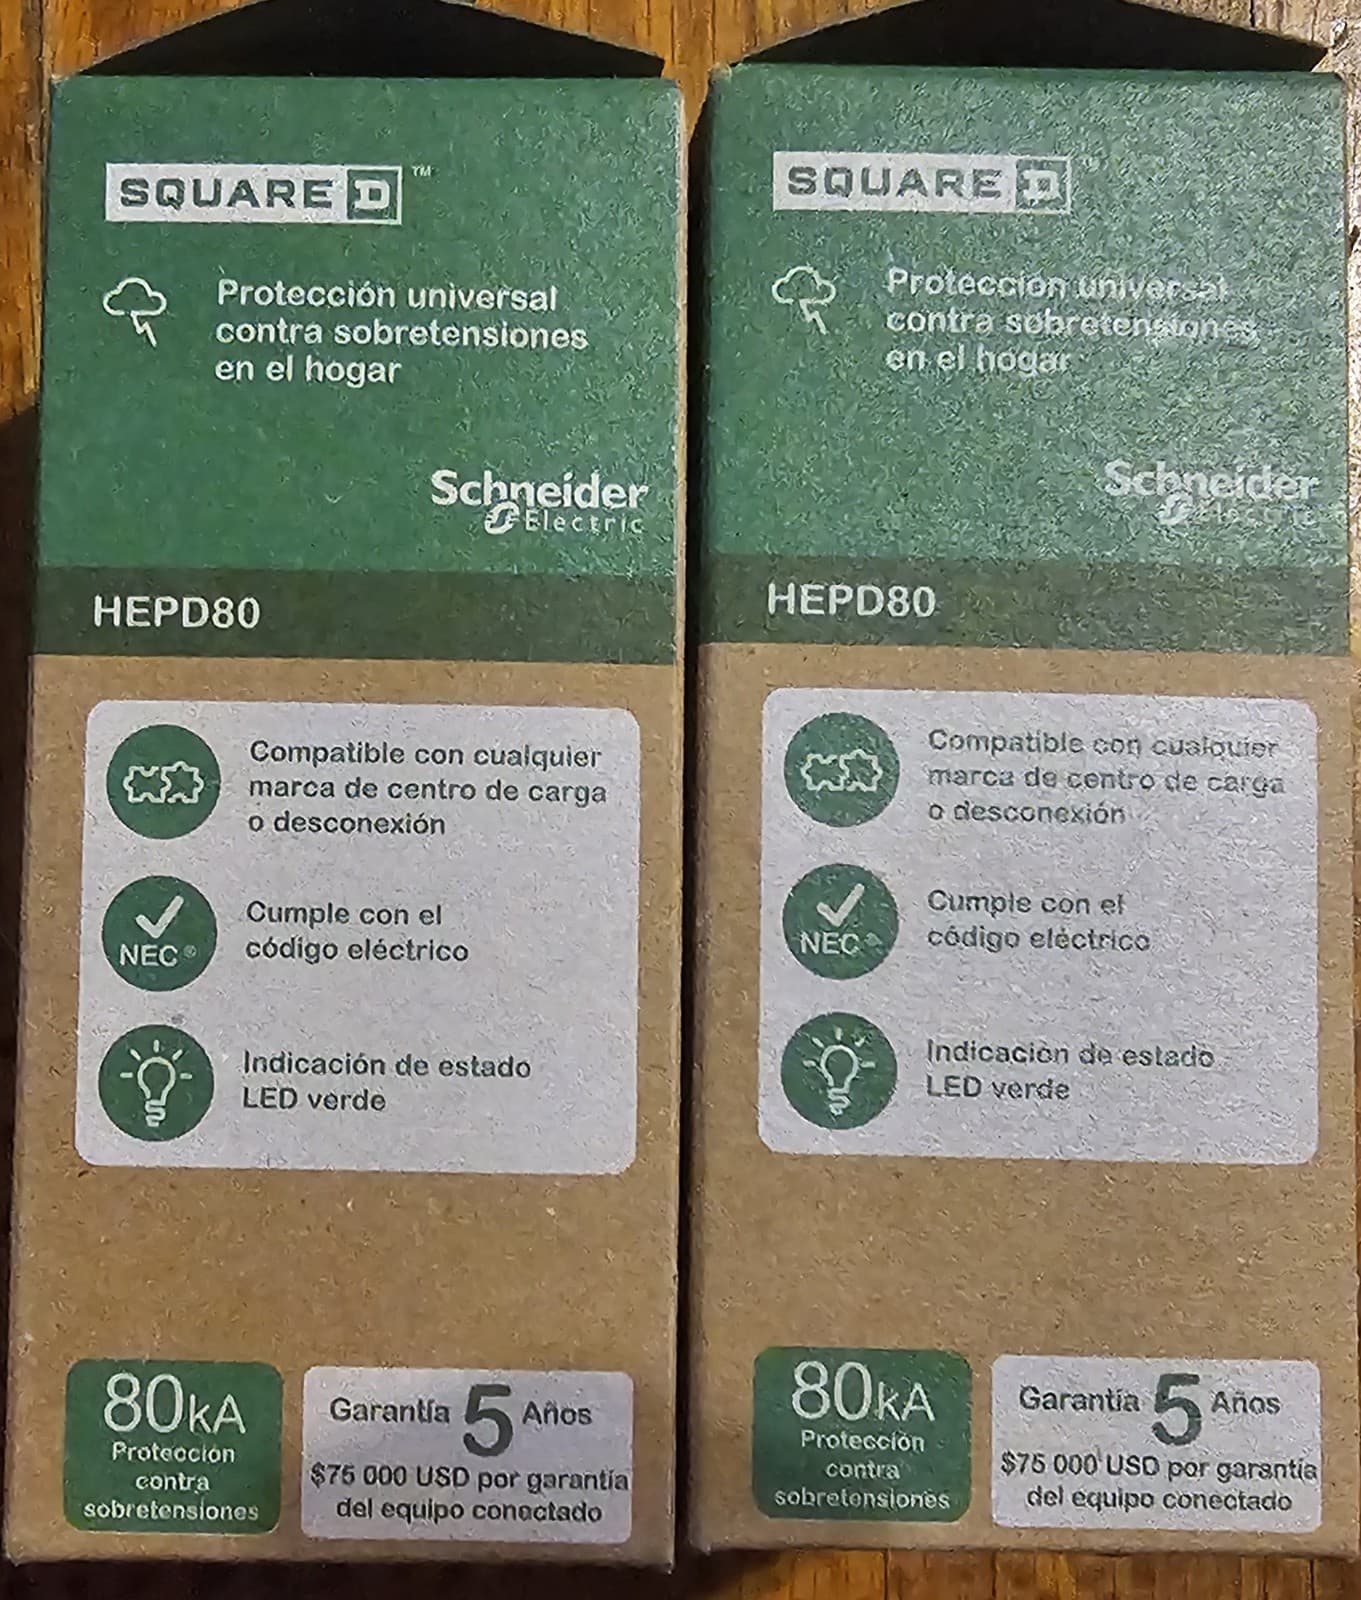 SQUARE D™
Protección universal
contra sobretensiones
en el hogar
Schneider
Electric
HEPD80
Compatible con cualquier
marca de centro de carga
o desconexión
NEC®
Cumple con el
código eléctrico
Indicación de estado
LED verde
80kA
Protección
contra
sobretensiones
Garantía 5 Años
$75 000 USD por garantía
del equipo conectado
SQUARE D
Protección universal
contra sobretensiones
en el hogar
Schneider
Electric
HEPD80
Compatible con cualquier
marca de centro de carga
o desconexión
NEC®
Cumple con el
código eléctrico
Indicación de estado
LED verde
80kA
Protección
contra
sobretensiones
Garantía 5 Años
$75 000 USD por garantía
del equipo conectado